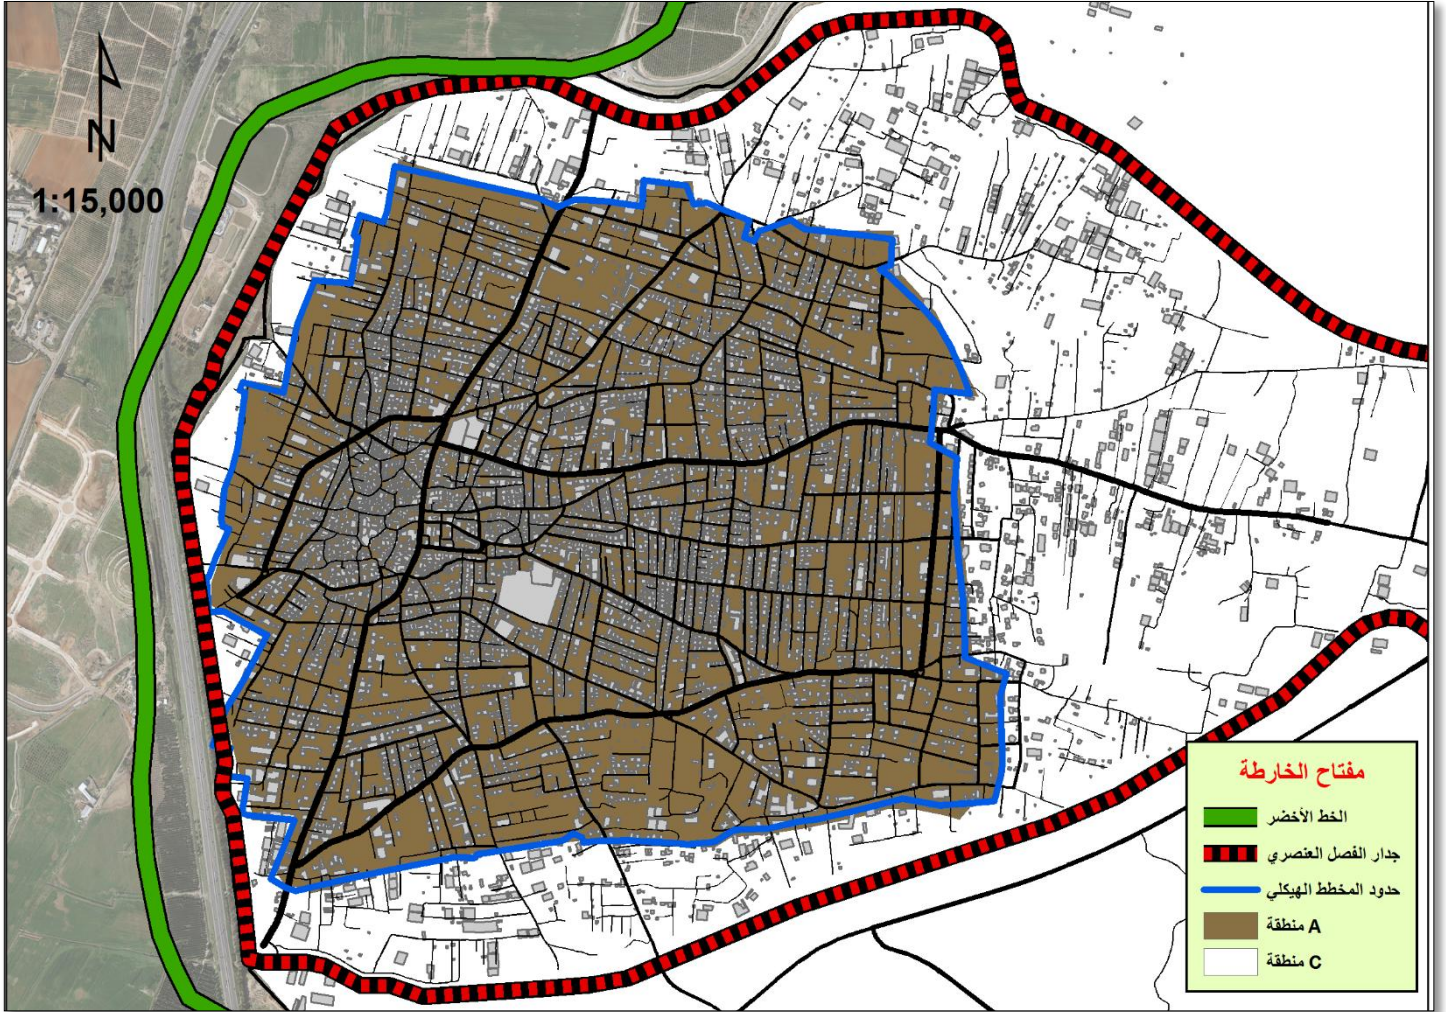 N
1:15,000
مفتاح الخارطة
الخط الأخضر
جدار الفصل العنصري
حدود المخطط الهيكلي
منطقة A
منطقة C